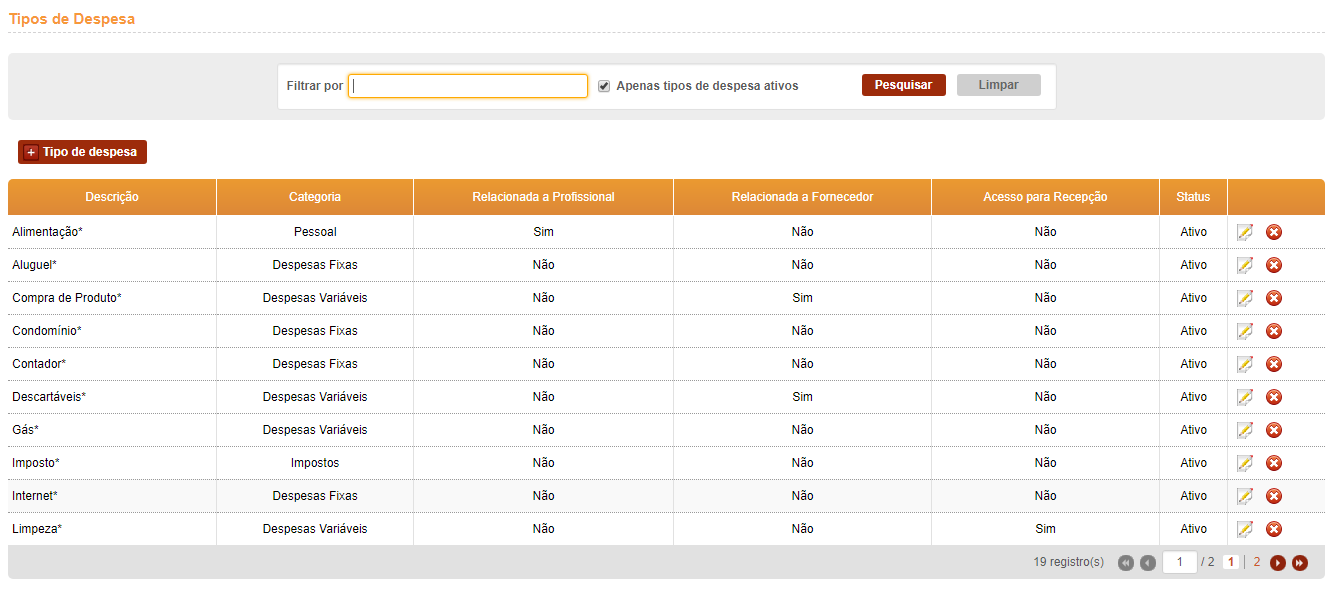 Tipos de Despesa
Filtrar por Apenas tipos de despesa ativos Pesquisar Limpar
+ Tipo de despesa
Descrição Categoria Relacionada a Profissional Relacionada a Fornecedor Acesso para Recepção Status
Alimentação* Pessoal Sim Não Não Ativo
Aluguel* Despesas Fixas Não Não Não Ativo
Compra de Produto* Despesas Variáveis Não Sim Não Ativo
Condomínio* Despesas Fixas Não Não Não Ativo
Contador* Despesas Fixas Não Não Não Ativo
Descartáveis* Despesas Variáveis Não Sim Não Ativo
Gás* Despesas Variáveis Não Não Não Ativo
Imposto* Impostos Não Não Não Ativo
Internet* Despesas Fixas Não Não Não Ativo
Limpeza* Despesas Variáveis Não Não Sim Ativo
19 registro(s) 1 / 2 1 | 2